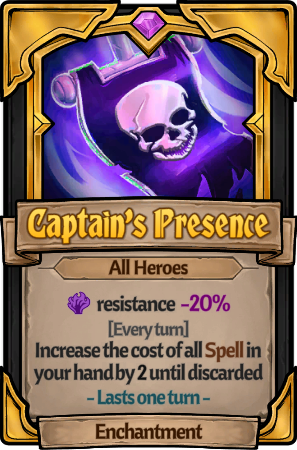 Captain's Presence
All Heroes
resistance -20%
[Every turn]
Increase the cost of all Spell in
your hand by 2 until discarded
- Lasts one turn -
Enchantment